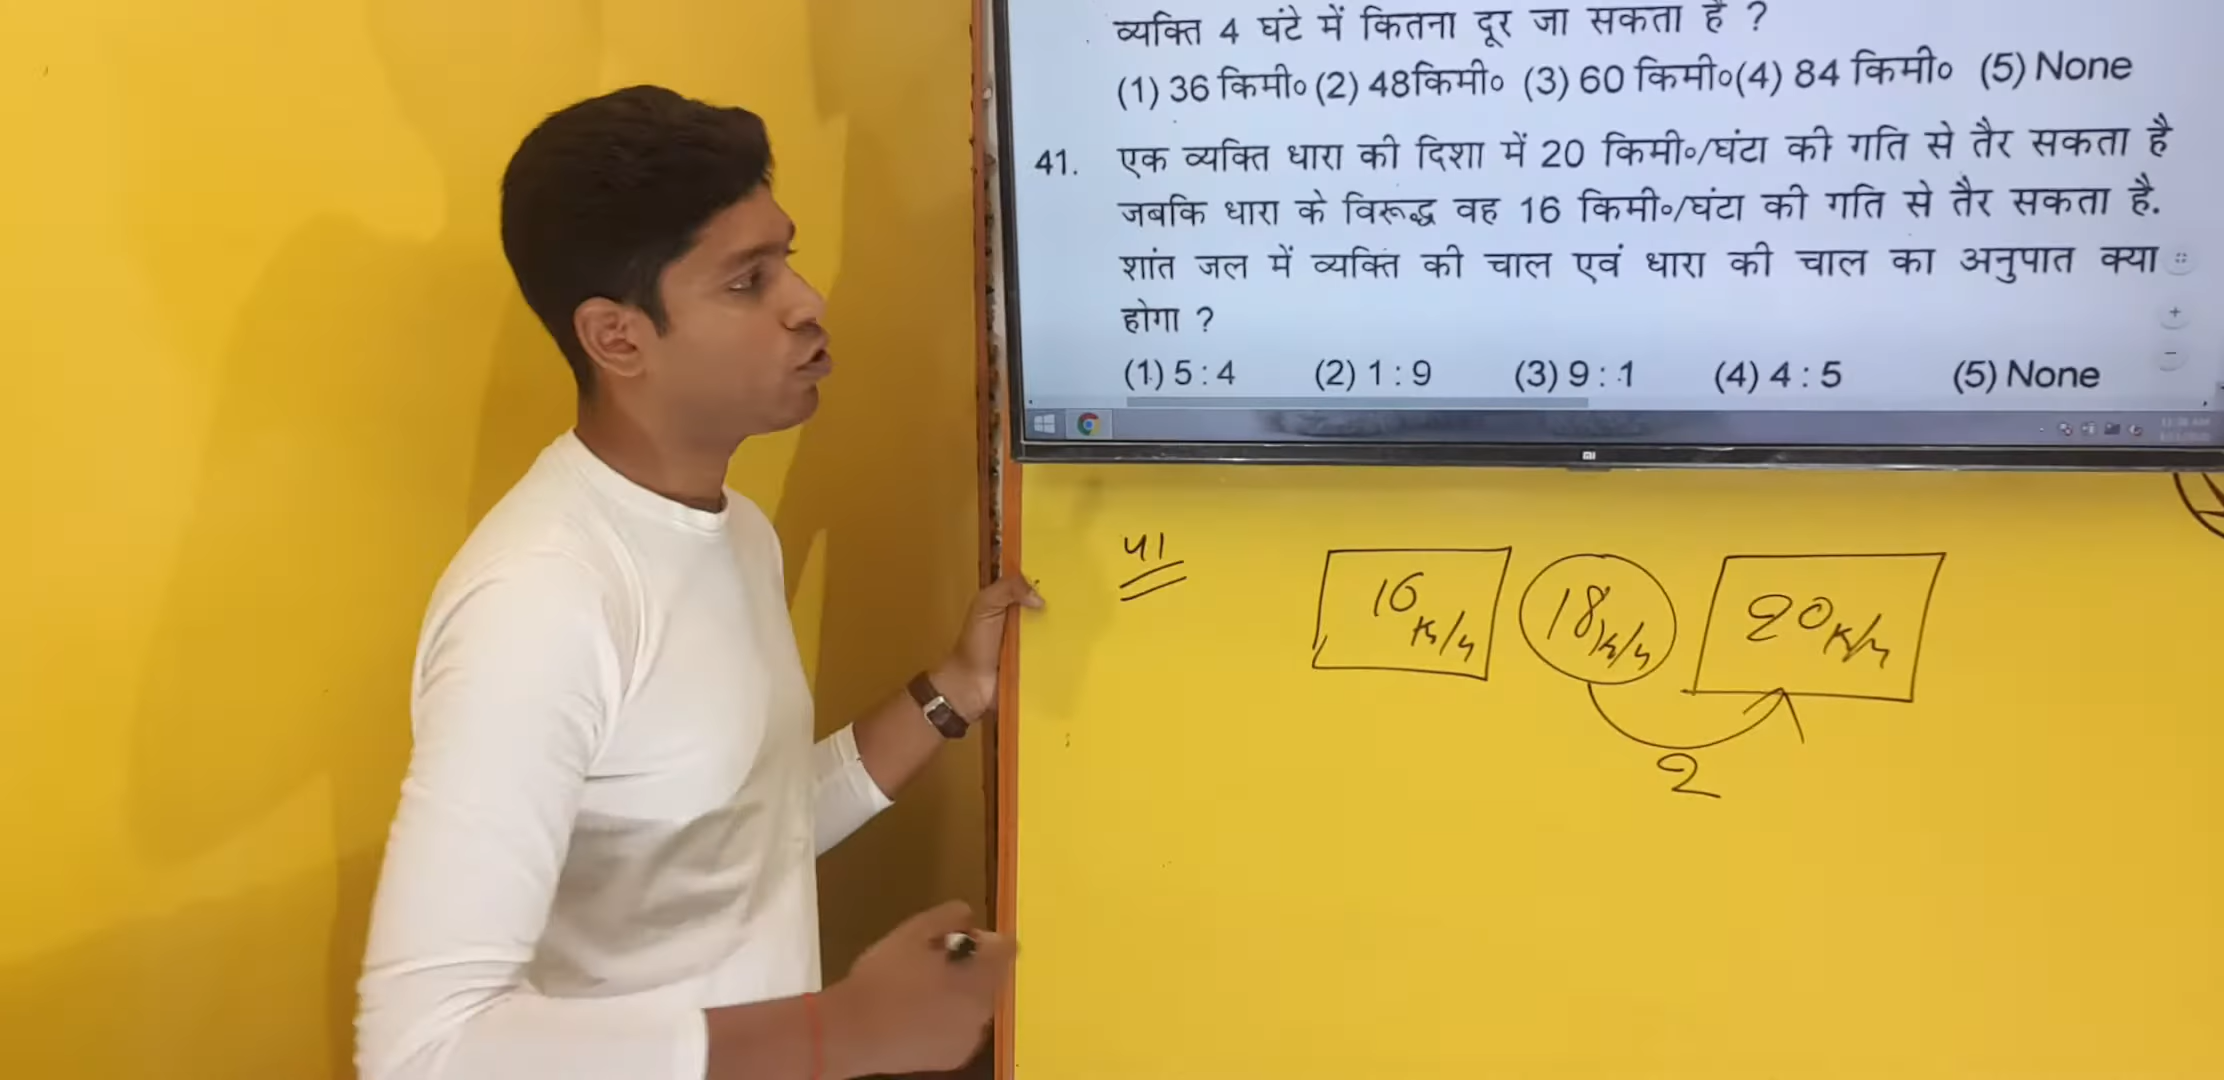 व्यक्ति 4 घंटे में कितना दूर जा सकता है ?
(1) 36 किमी० (2) 48किमी० (3) 60 किमी०(4) 84 किमी० (5) None
41. एक व्यक्ति धारा की दिशा में 20 किमी०/घंटा की गति से तैर सकता है
जबकि धारा के विरूद्ध वह 16 किमी०/घंटा की गति से तैर सकता है.
शांत जल में व्यक्ति की चाल एवं धारा की चाल का अनुपात क्या
होगा ?
(1) 5 : 4 (2) 1 : 9 (3) 9 : 1 (4) 4 : 5 (5) None
mi
41
16 K/h 18 K/h 20 K/h
2